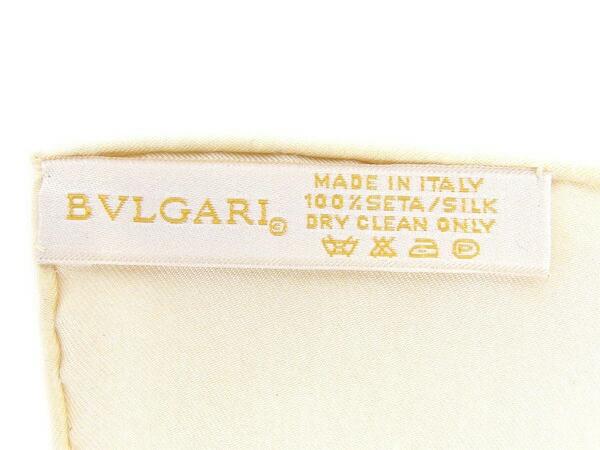 BVLGARI
MADE IN ITALY
100% SETA/SILK
DRY CLEAN ONLY